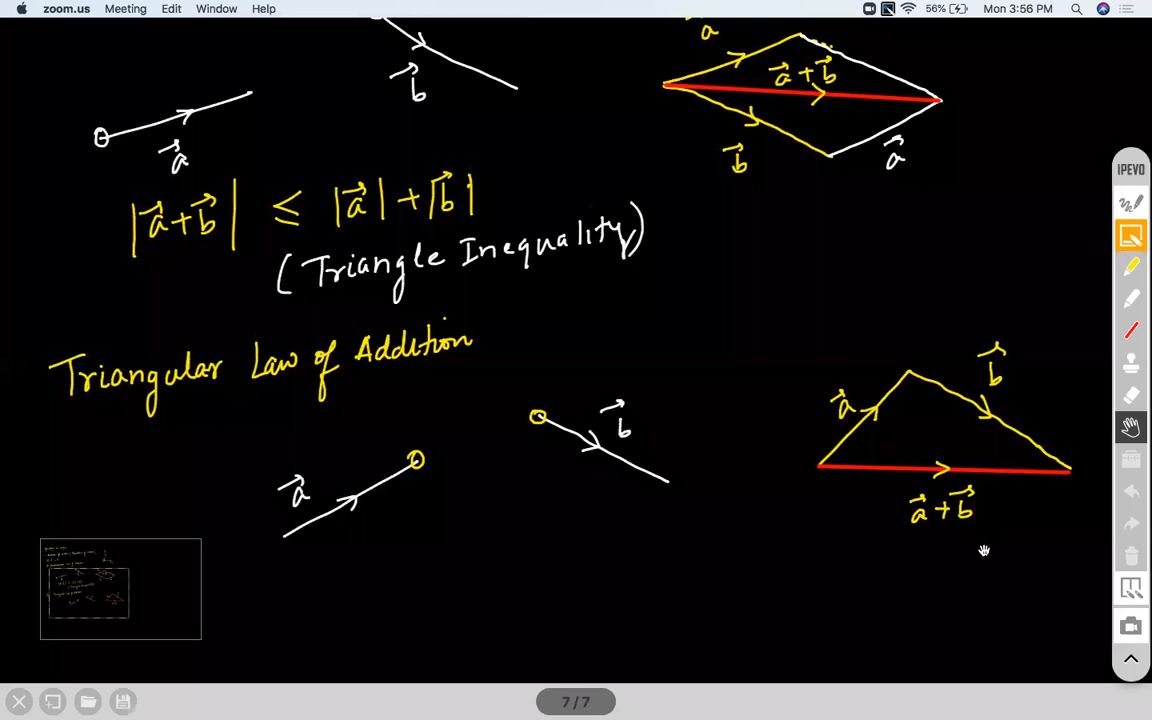 zoom.us Meeting Edit Window Help 56% Mon 3:56 PM
a⃗
b⃗
a⃗
a⃗ + b⃗
b⃗
a⃗
IPEVO
|a⃗ + b⃗| ≤ |a⃗| + |b⃗|
(Triangle Inequality)
Triangular Law of Addition
a⃗
b⃗
a⃗
b⃗
a⃗ + b⃗
7 / 7